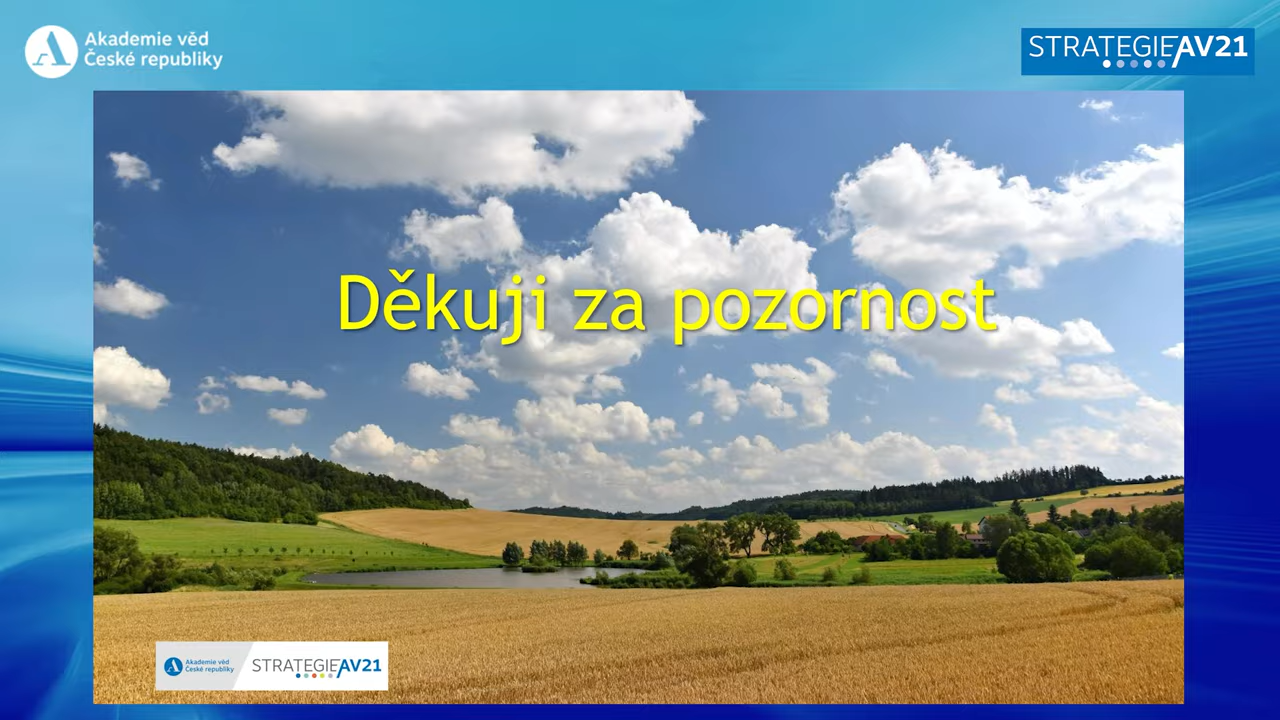 Akademie věd
České republiky
STRATEGIE AV21
Děkuji za pozornost
Akademie věd
České republiky
STRATEGIE AV21